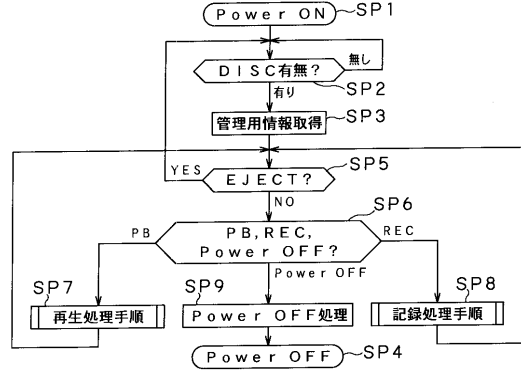 Power ON
SP1
無し
DISC有無?
SP2
有り
管理用情報取得
SP3
YES
EJECT?
SP5
NO
SP6
PB
PB,REC,
Power OFF?
REC
Power OFF
SP7
SP9
SP8
再生処理手順
Power OFF処理
記録処理手順
Power OFF
SP4